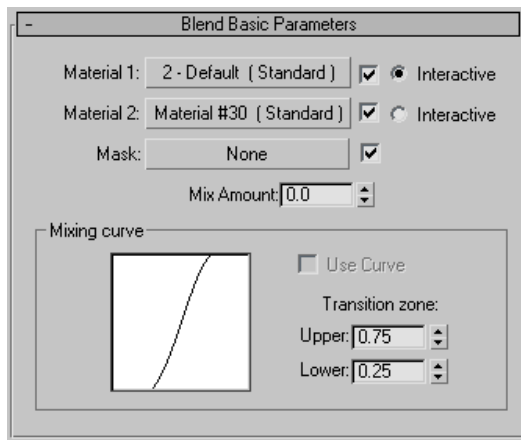 - Blend Basic Parameters
Material 1: 2 - Default ( Standard ) Interactive
Material 2: Material #30 ( Standard ) Interactive
Mask: None
Mix Amount: 0.0
Mixing curve
Use Curve
Transition zone:
Upper: 0.75
Lower: 0.25